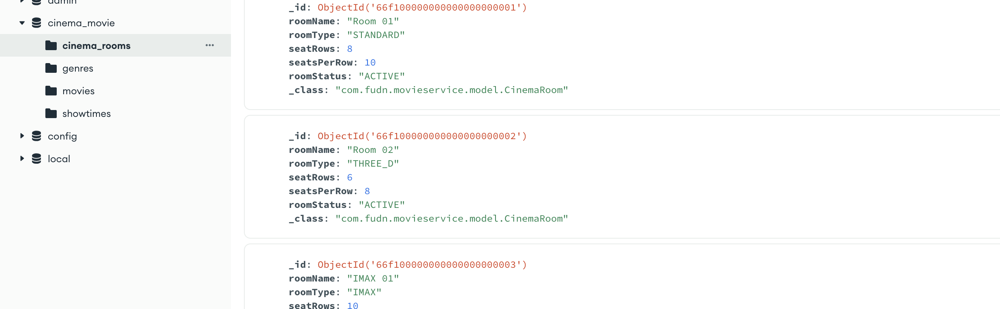 admin
cinema_movie
cinema_rooms
genres
movies
showtimes
config
local
_id: ObjectId('66f100000000000000000001')
roomName: "Room 01"
roomType: "STANDARD"
seatRows: 8
seatsPerRow: 10
roomStatus: "ACTIVE"
_class: "com.fudn.movieservice.model.CinemaRoom"
_id: ObjectId('66f100000000000000000002')
roomName: "Room 02"
roomType: "THREE_D"
seatRows: 6
seatsPerRow: 8
roomStatus: "ACTIVE"
_class: "com.fudn.movieservice.model.CinemaRoom"
_id: ObjectId('66f100000000000000000003')
roomName: "IMAX 01"
roomType: "IMAX"
seatRows: 10